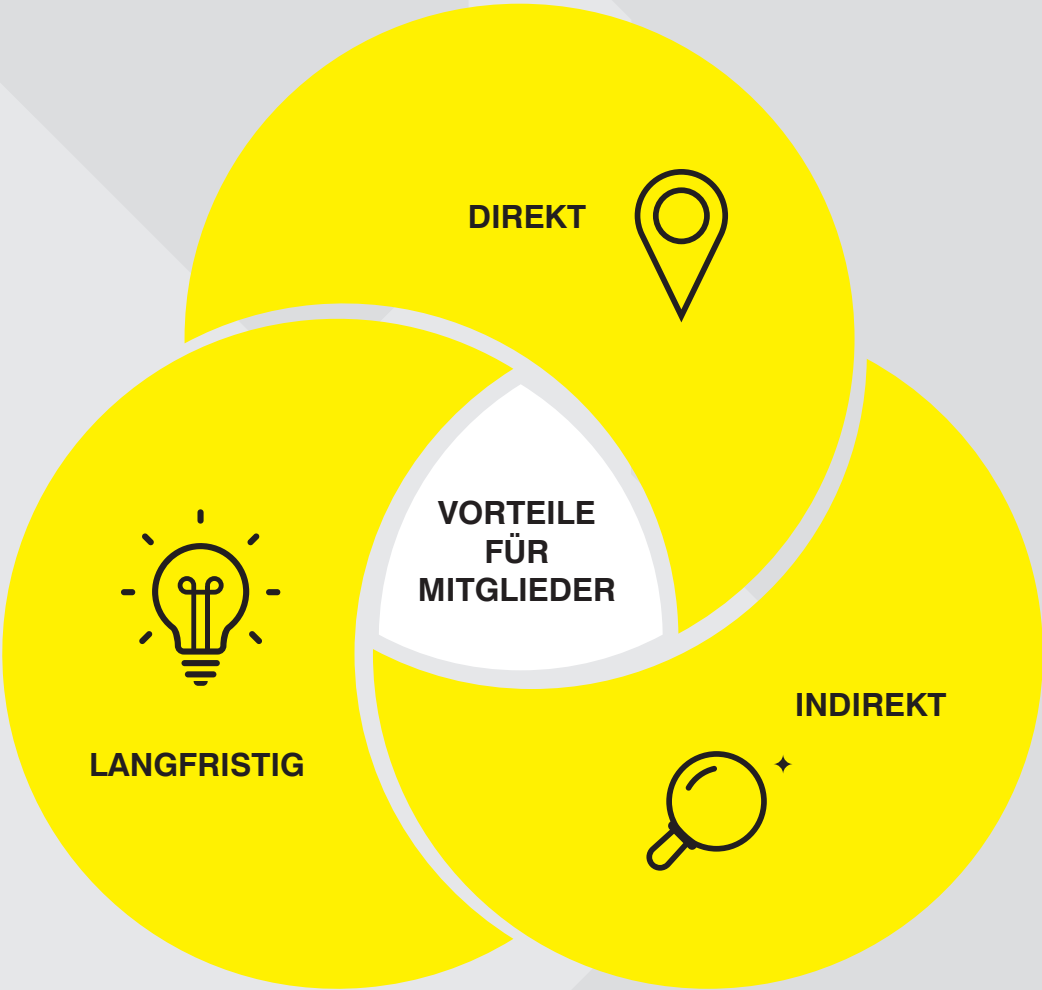 DIREKT
VORTEILE
FÜR
MITGLIEDER
INDIREKT
LANGFRISTIG